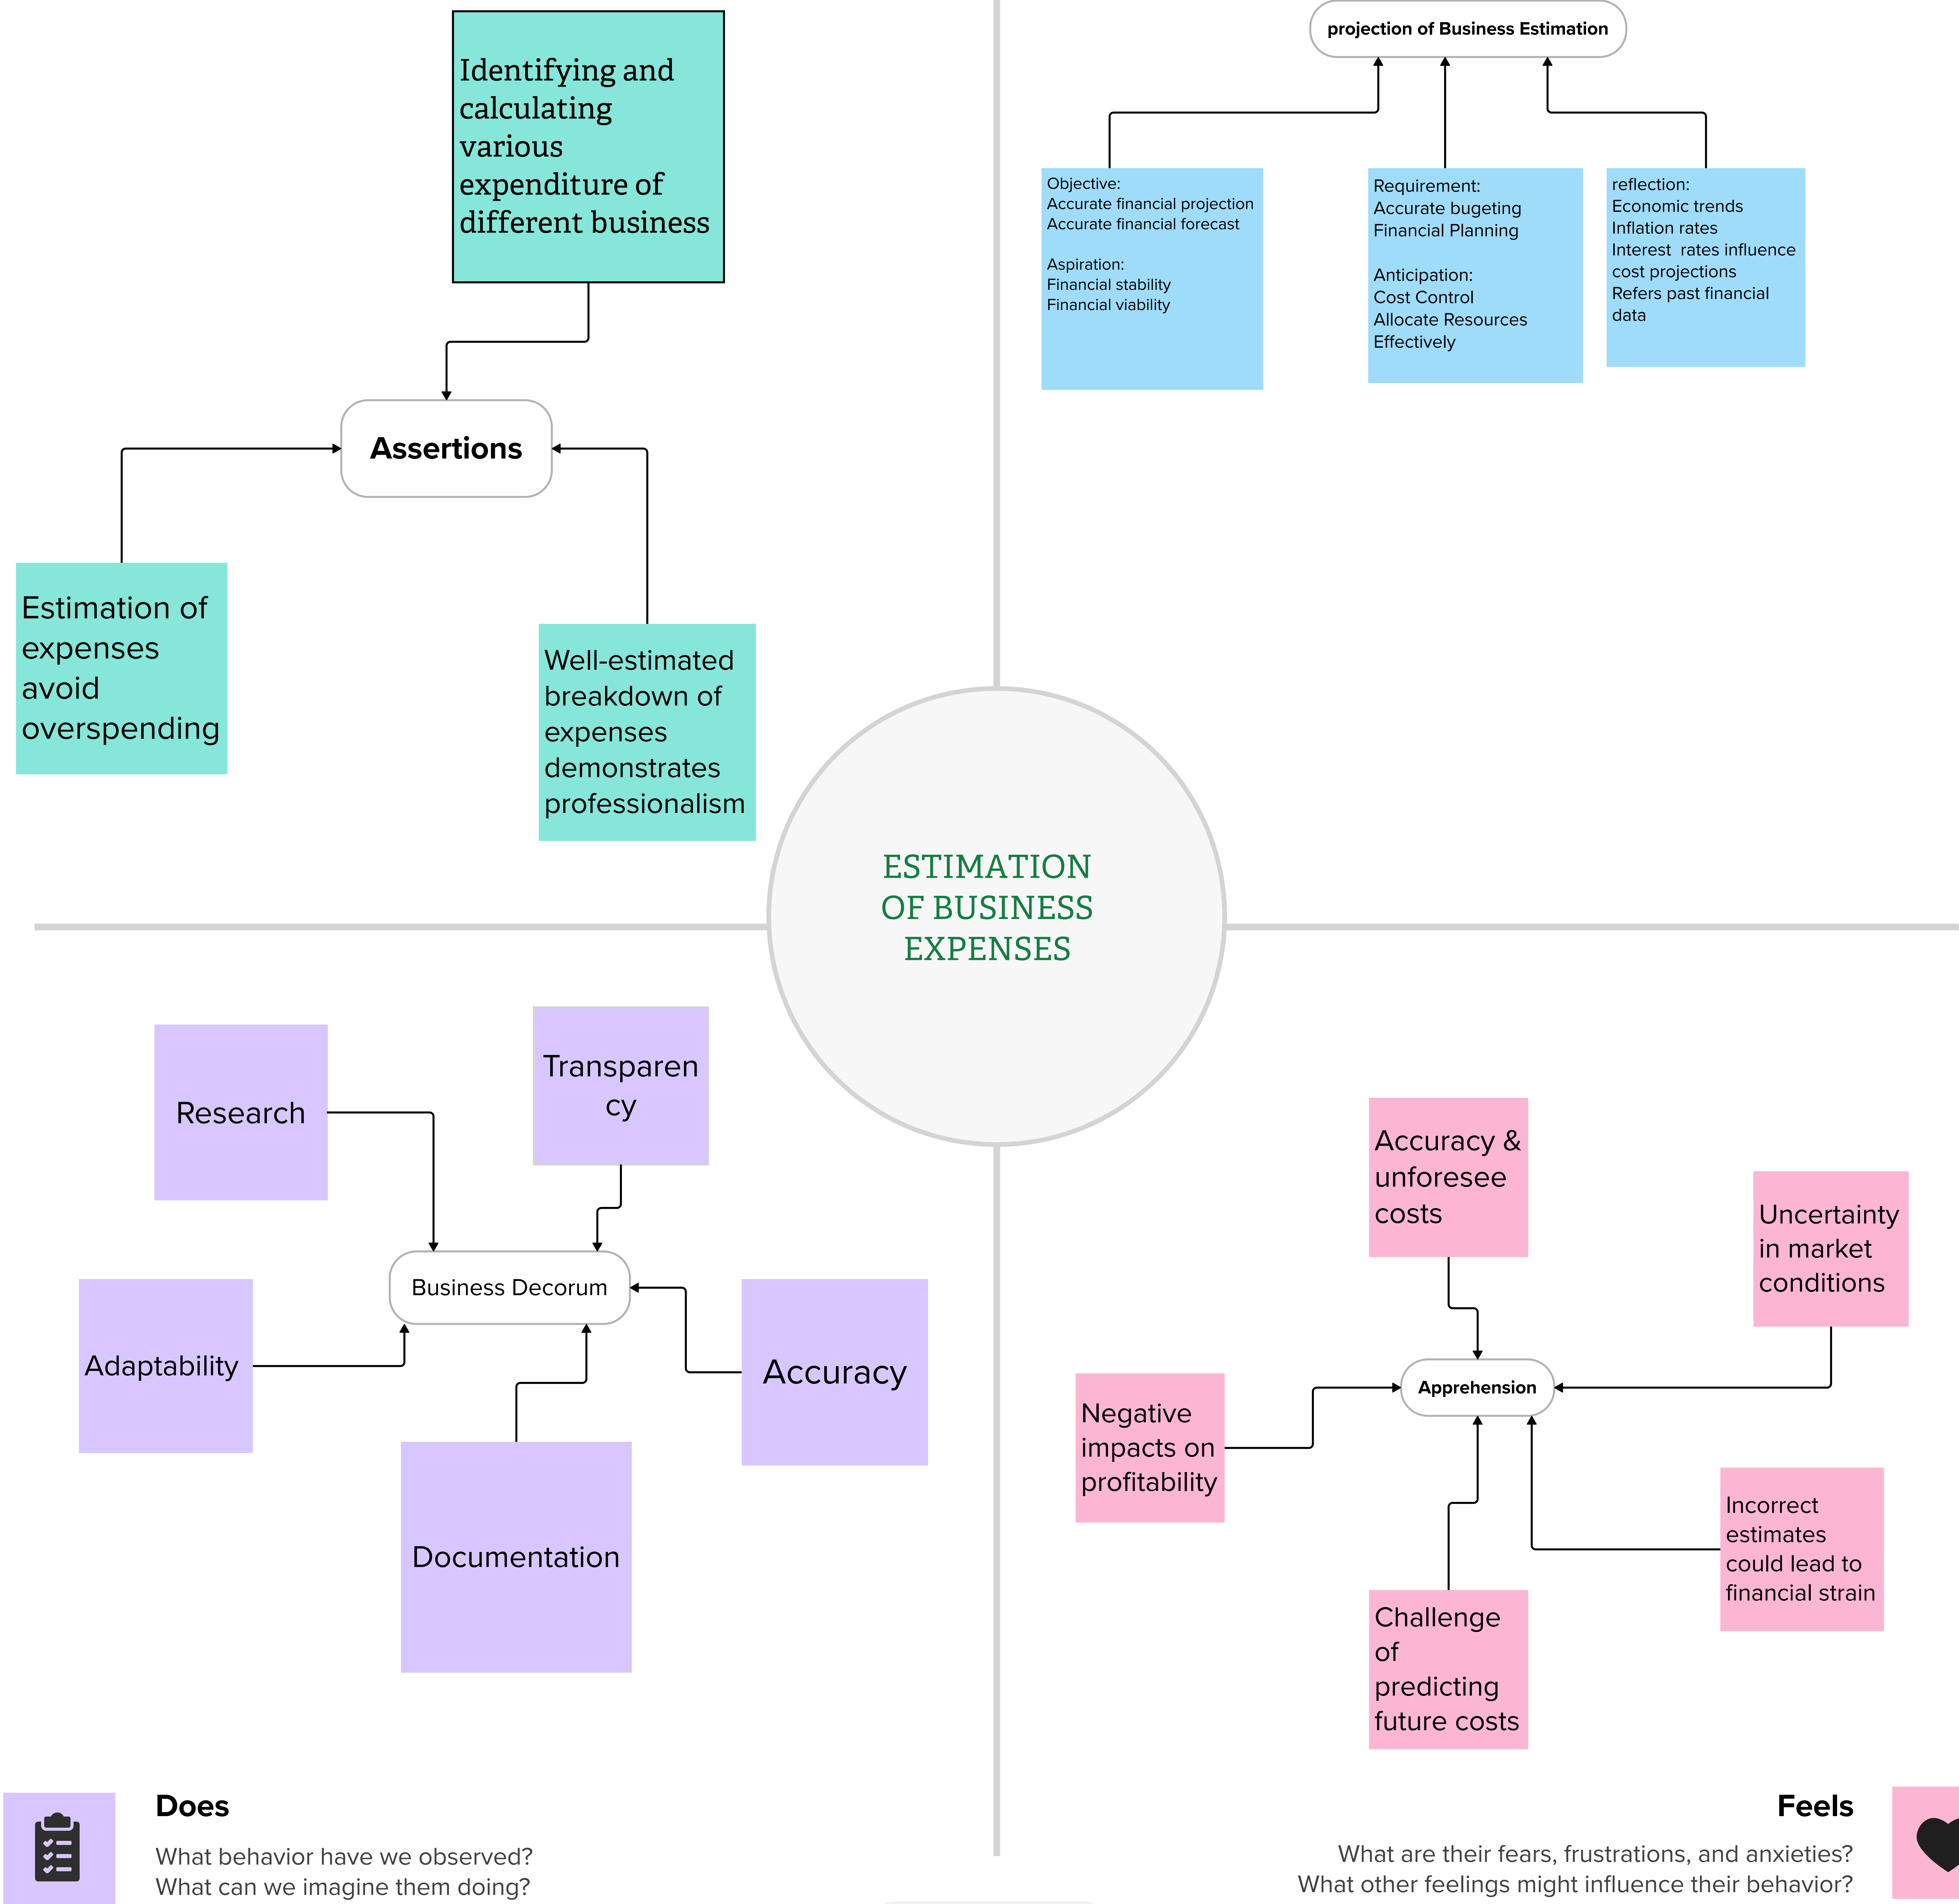 Identifying and
calculating
various
expenditure of
different business
Assertions
Estimation of
expenses
avoid
overspending
Well-estimated
breakdown of
expenses
demonstrates
professionalism
projection of Business Estimation
Objective:
Accurate financial projection
Accurate financial forecast
Aspiration:
Financial stability
Financial viability
Requirement:
Accurate bugeting
Financial Planning
Anticipation:
Cost Control
Allocate Resources
Effectively
reflection:
Economic trends
Inflation rates
Interest  rates influence
cost projections
Refers past financial
data
ESTIMATION
OF BUSINESS
EXPENSES
Research
Transparen
cy
Business Decorum
Adaptability
Accuracy
Documentation
Accuracy &
unforesee
costs
Uncertainty
in market
conditions
Apprehension
Negative
impacts on
profitability
Incorrect
estimates
could lead to
financial strain
Challenge
of
predicting
future costs
Does
What behavior have we observed?
What can we imagine them doing?
Feels
What are their fears, frustrations, and anxieties?
What other feelings might influence their behavior?